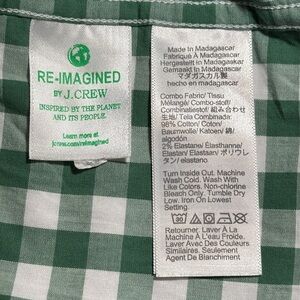 RE-IMAGINED
BY J.CREW
INSPIRED BY THE PLANET
AND ITS PEOPLE.
Learn more at
jcrew.com/reimagined
Made In Madagascar
Fabriqué À Madagascar
Hergestellt in Madagaskar
Gemaakt In Madagascar
マダガスカル製
hecho en madagascar
Combo Fabric/ Tissu
Mélangé/ Combo-stoff/
Combinatiestof/ 組み合わせ
生地/ Tela Combinada:
98% Cotton/ Coton/
Baumwolle/ Katoen/ 綿/
algodón
2% Elastane/ Élasthanne/
Elastan/ Elastaan/ ポリウレ
タン/ elastano
Turn Inside Out. Machine
Wash Cold. Wash With
Like Colors. Non-chlorine
Bleach Only. Tumble Dry
Low. Iron On Lowest
Setting.
30
Retourner. Laver À La
Machine À L'eau Froide.
Laver Avec Des Couleurs
Similaires. Seulement
Agent De Blanchiment